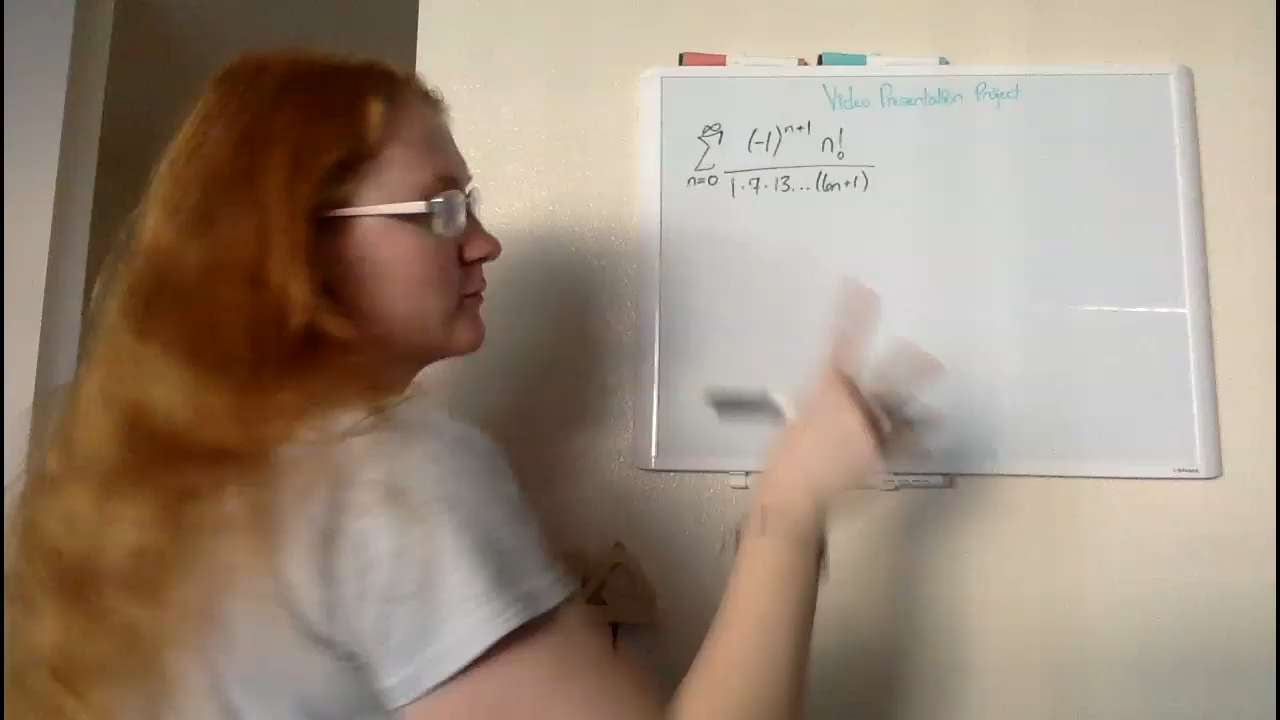 Video Presentation Project
∞
∑ (-1)^{n+1} n!
n=0 1·7·13...(6n+1)